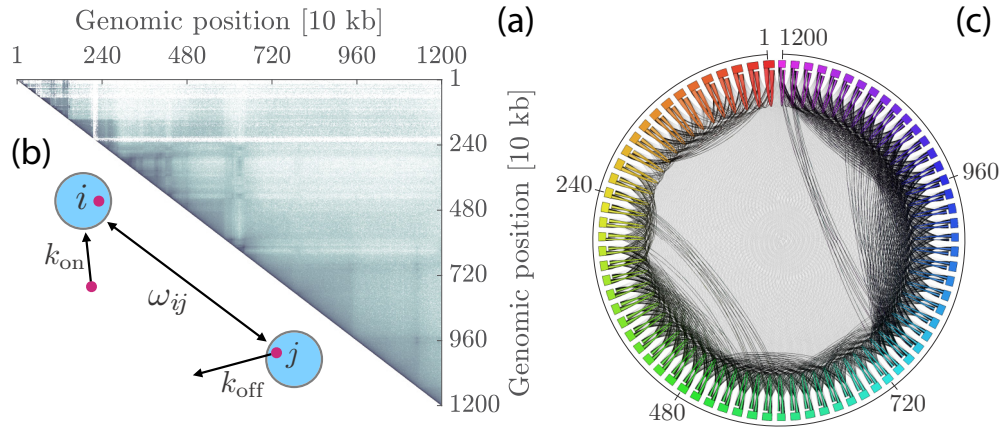 (a)
Genomic position [10 kb]
1 240 480 720 960 1200
1
240
480
720
960
1200
Genomic position [10 kb]
(b)
i
k_on
ω_ij
j
k_off
(c)
1 1200
960
720
480
240